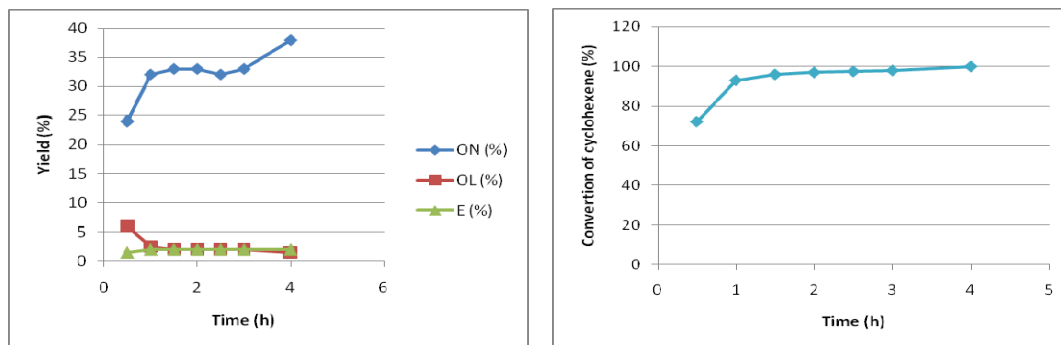 40
35
30
25
20
15
10
5
0
Yield (%)
0 2 4 6
Time (h)
ON (%)
OL (%)
E (%)
120
100
80
60
40
20
0
Convertion of cyclohexene (%)
0 1 2 3 4 5
Time (h)